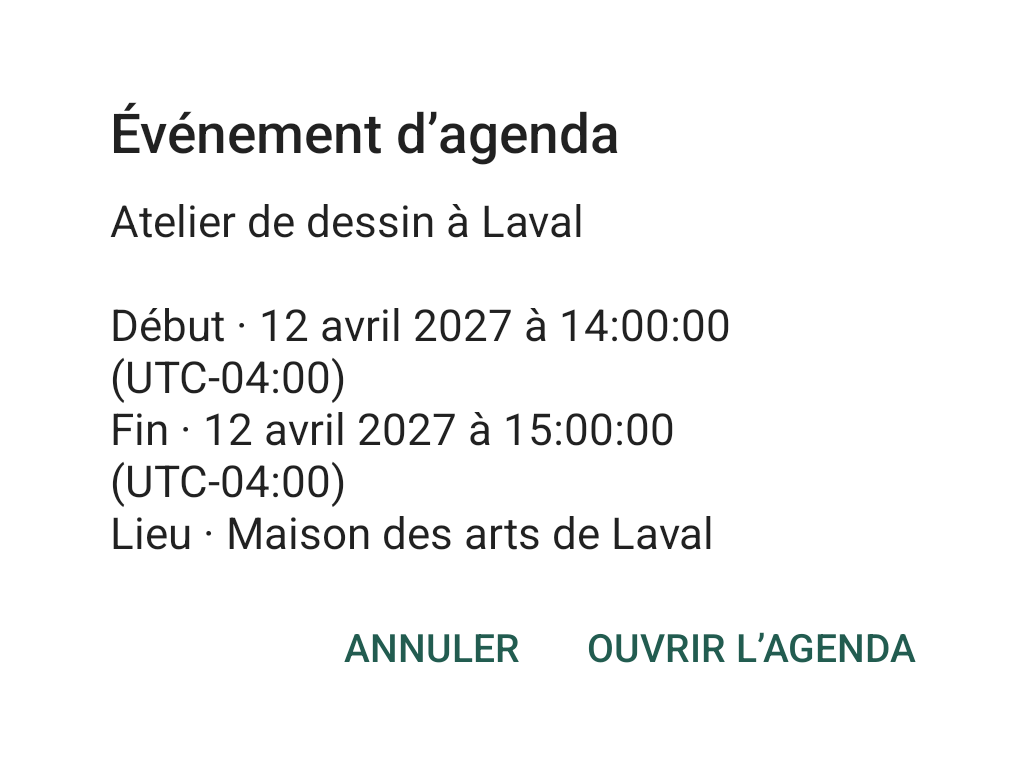 Événement d’agenda
Atelier de dessin à Laval
Début · 12 avril 2027 à 14:00:00
(UTC-04:00)
Fin · 12 avril 2027 à 15:00:00
(UTC-04:00)
Lieu · Maison des arts de Laval
ANNULER OUVRIR L’AGENDA